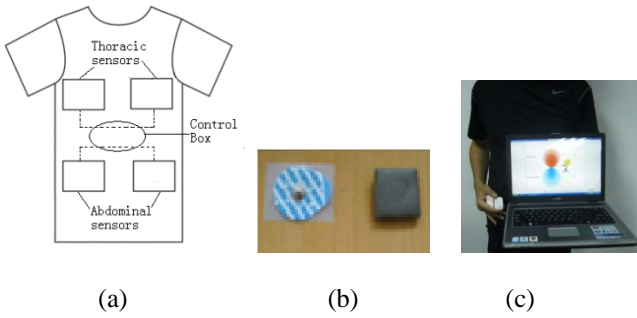 Thoracic
sensors
Control
Box
Abdominal
sensors
(a)
(b)
(c)